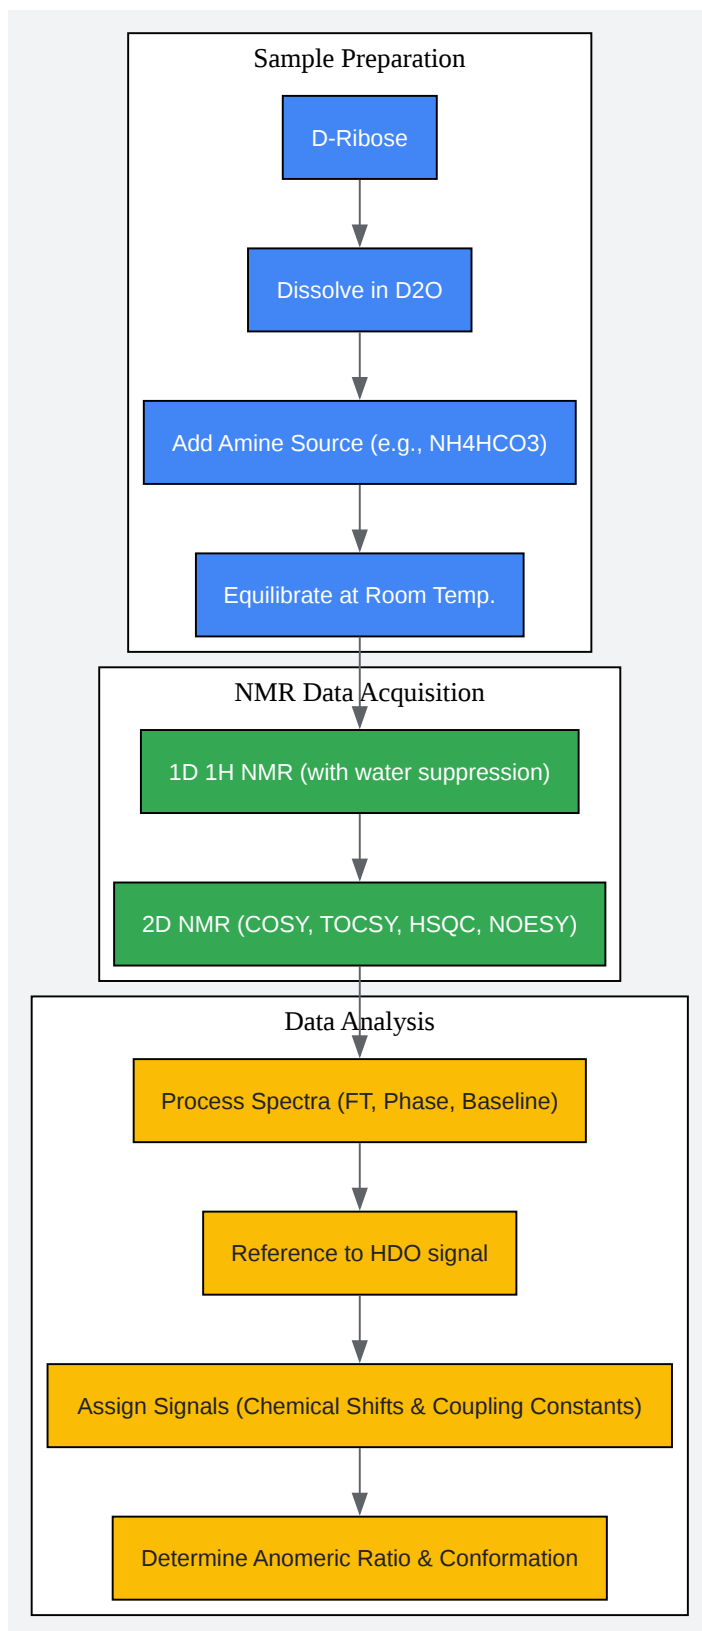 Sample Preparation
D-Ribose
Dissolve in D2O
Add Amine Source (e.g., NH4HCO3)
Equilibrate at Room Temp.
NMR Data Acquisition
1D 1H NMR (with water suppression)
2D NMR (COSY, TOCSY, HSQC, NOESY)
Data Analysis
Process Spectra (FT, Phase, Baseline)
Reference to HDO signal
Assign Signals (Chemical Shifts & Coupling Constants)
Determine Anomeric Ratio & Conformation